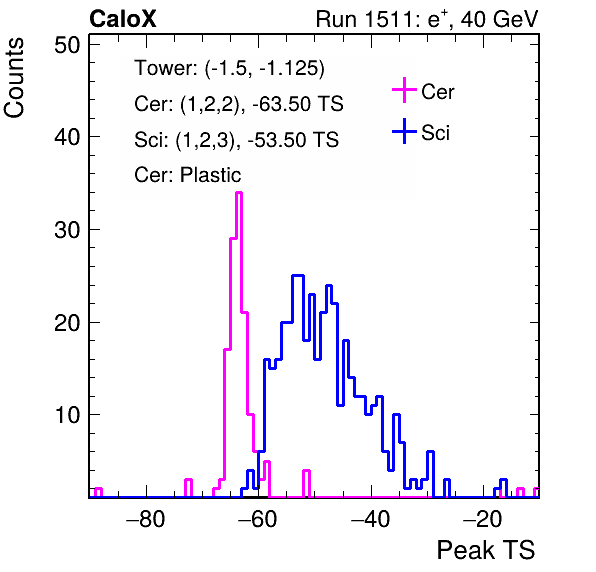 CaloX Run 1511: e⁺, 40 GeV
Counts
50
40
30
20
10
Tower: (-1.5, -1.125)
Cer: (1,2,2), -63.50 TS
Sci: (1,2,3), -53.50 TS
Cer: Plastic
Cer
Sci
−80 −60 −40 −20
Peak TS